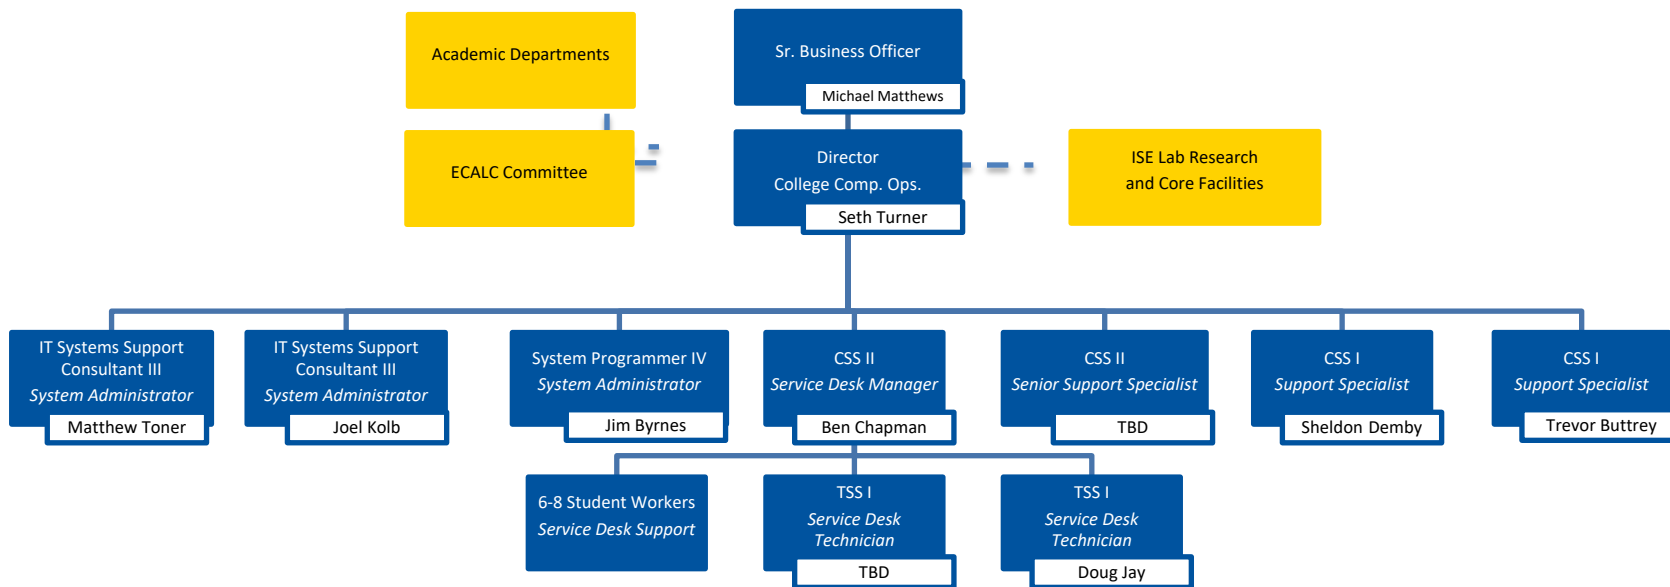 Academic Departments
Sr. Business Officer
Michael Matthews
ECALC Committee
Director
College Comp. Ops.
Seth Turner
ISE Lab Research
and Core Facilities
IT Systems Support
Consultant III
System Administrator
Matthew Toner
IT Systems Support
Consultant III
System Administrator
Joel Kolb
System Programmer IV
System Administrator
Jim Byrnes
CSS II
Service Desk Manager
Ben Chapman
CSS II
Senior Support Specialist
TBD
CSS I
Support Specialist
Sheldon Demby
CSS I
Support Specialist
Trevor Buttrey
6-8 Student Workers
Service Desk Support
TSS I
Service Desk
Technician
TBD
TSS I
Service Desk
Technician
Doug Jay